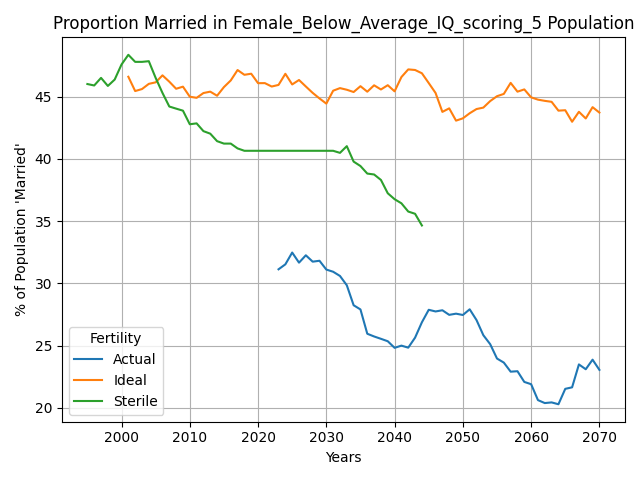 Proportion Married in Female_Below_Average_IQ_scoring_5 Population
% of Population 'Married'
45
40
35
30
25
20
Fertility
Actual
Ideal
Sterile
2000 2010 2020 2030 2040 2050 2060 2070
Years